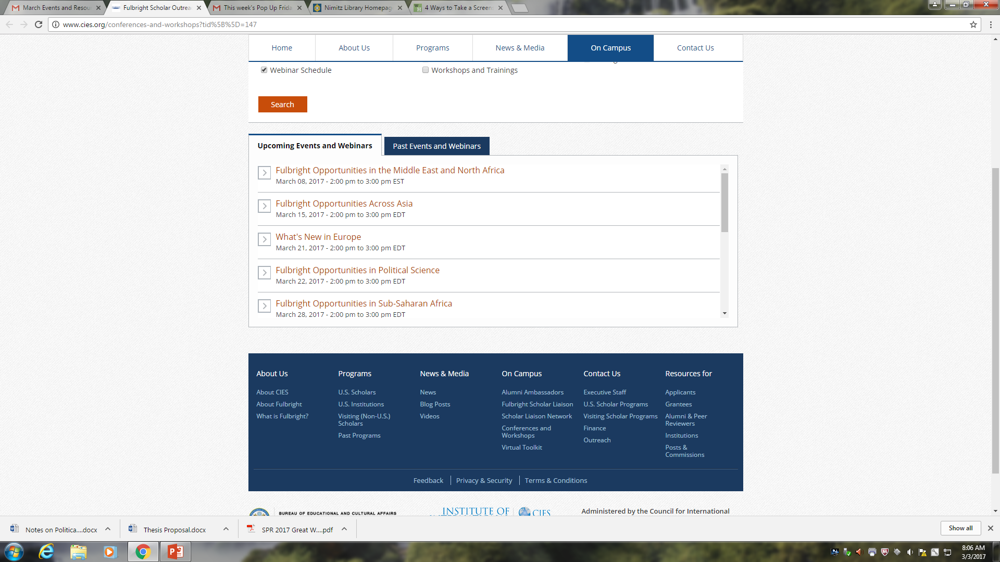 March Events and Resou
Fulbright Scholar Outrea
This week's Pop Up Frida
Nimitz Library Homepag
4 Ways to Take a Screen
www.cies.org/conferences-and-workshops?tid%5B%5D=147
Home
About Us
Programs
News & Media
On Campus
Contact Us
Webinar Schedule
Workshops and Trainings
Search
Upcoming Events and Webinars
Past Events and Webinars
Fulbright Opportunities in the Middle East and North Africa
March 08, 2017 - 2:00 pm to 3:00 pm EST
Fulbright Opportunities Across Asia
March 15, 2017 - 2:00 pm to 3:00 pm EDT
What's New in Europe
March 21, 2017 - 2:00 pm to 3:00 pm EDT
Fulbright Opportunities in Political Science
March 22, 2017 - 2:00 pm to 3:00 pm EDT
Fulbright Opportunities in Sub-Saharan Africa
March 28, 2017 - 2:00 pm to 3:00 pm EDT
About Us
About CIES
About Fulbright
What is Fulbright?
Programs
U.S. Scholars
U.S. Institutions
Visiting (Non-U.S.)
Scholars
Past Programs
News & Media
News
Blog Posts
Videos
On Campus
Alumni Ambassadors
Fulbright Scholar Liaison
Scholar Liaison Network
Conferences and
Workshops
Virtual Toolkit
Contact Us
Executive Staff
U.S. Scholar Programs
Visiting Scholar Programs
Finance
Outreach
Resources for
Applicants
Grantees
Alumni & Peer
Reviewers
Institutions
Posts &
Commissions
Feedback
Privacy & Security
Terms & Conditions
BUREAU OF EDUCATIONAL AND CULTURAL AFFAIRS
INSTITUTE OF
CIES
Administered by the Council for International
Notes on Politica....docx
Thesis Proposal.docx
SPR 2017 Great W....pdf
Show all
8:06 AM
3/3/2017